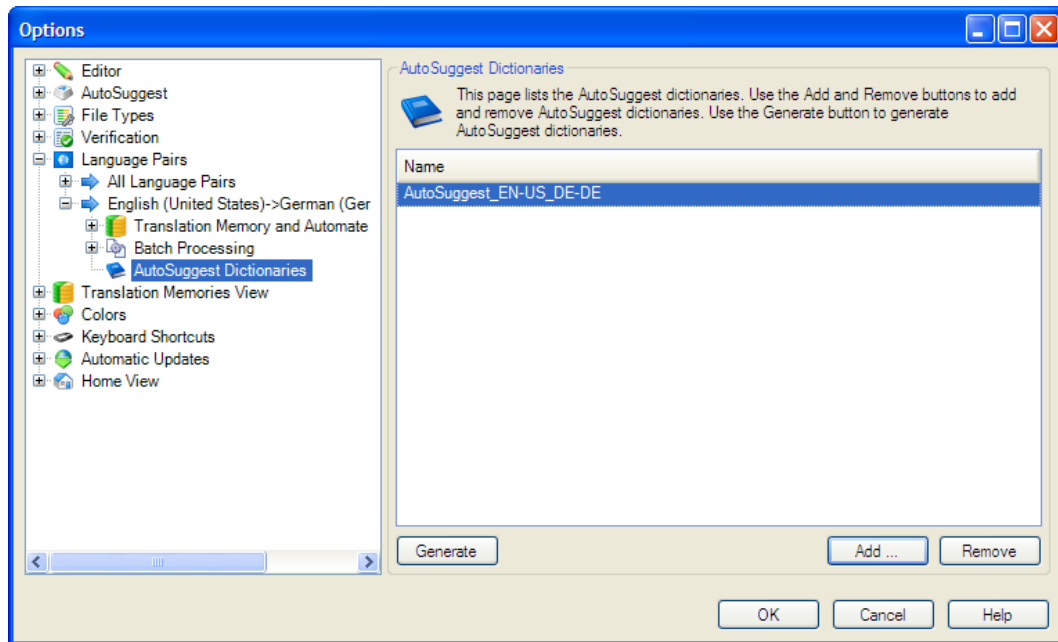 Options
Editor
AutoSuggest
File Types
Verification
Language Pairs
All Language Pairs
English (United States)->German (Ger
Translation Memory and Automate
Batch Processing
AutoSuggest Dictionaries
Translation Memories View
Colors
Keyboard Shortcuts
Automatic Updates
Home View
AutoSuggest Dictionaries
This page lists the AutoSuggest dictionaries. Use the Add and Remove buttons to add
and remove AutoSuggest dictionaries. Use the Generate button to generate
AutoSuggest dictionaries.
Name
AutoSuggest_EN-US_DE-DE
Generate
Add ...
Remove
OK
Cancel
Help